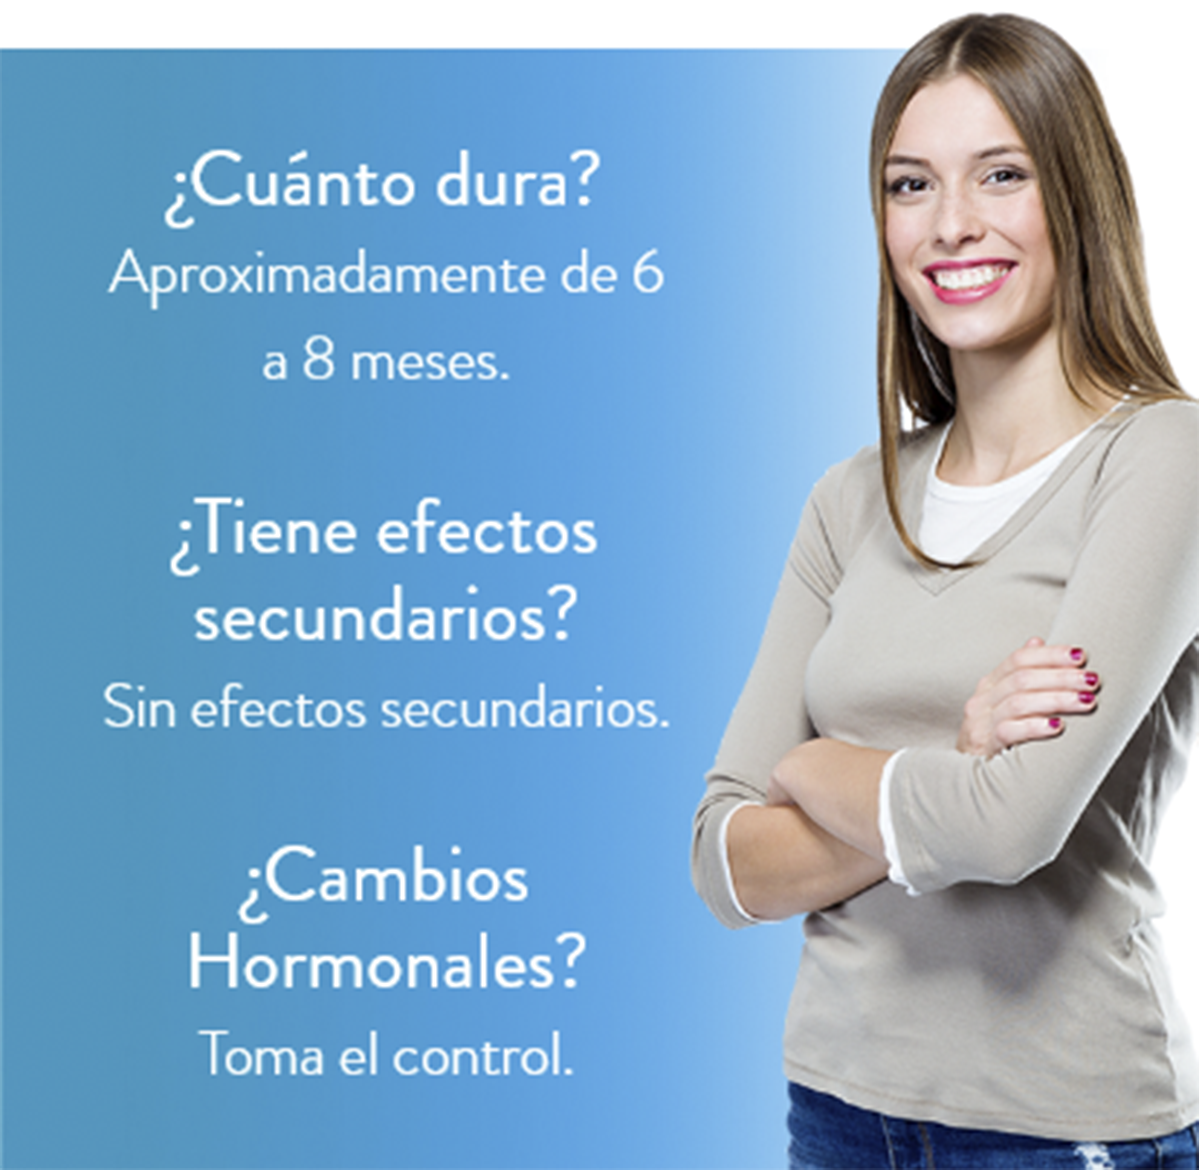 ¿Cuánto dura?
Aproximadamente de 6
a 8 meses.
¿Tiene efectos
secundarios?
Sin efectos secundarios.
¿Cambios
Hormonales?
Toma el control.